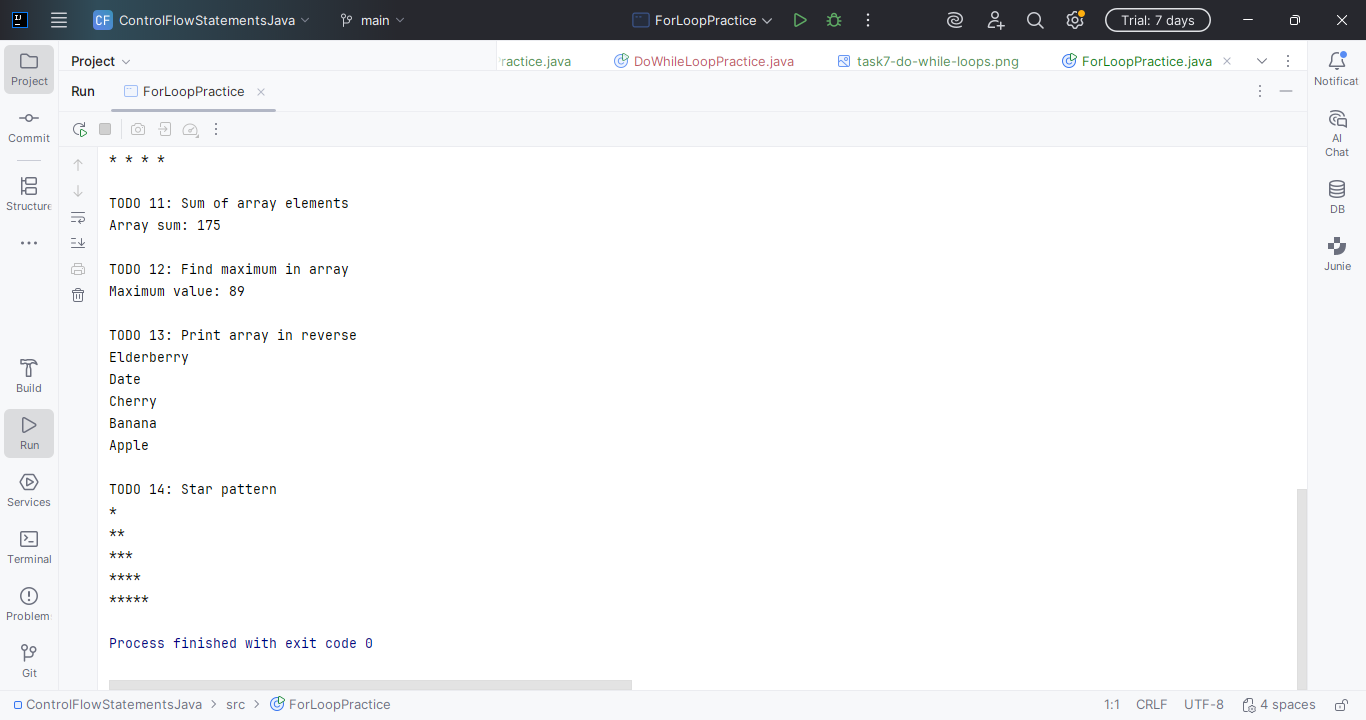 CF ControlFlowStatementsJava main ForLoopPractice Trial: 7 days
Project
Commit
Structure
Build
Run
Services
Terminal
Problem
Git
Project ractice.java DoWhileLoopPractice.java task7-do-while-loops.png ForLoopPractice.java
Run ForLoopPractice
* * * *
TODO 11: Sum of array elements
Array sum: 175
TODO 12: Find maximum in array
Maximum value: 89
TODO 13: Print array in reverse
Elderberry
Date
Cherry
Banana
Apple
TODO 14: Star pattern
*
**
***
****
*****
Process finished with exit code 0
Notificat
AI
Chat
DB
Junie
ControlFlowStatementsJava src ForLoopPractice 1:1 CRLF UTF-8 4 spaces